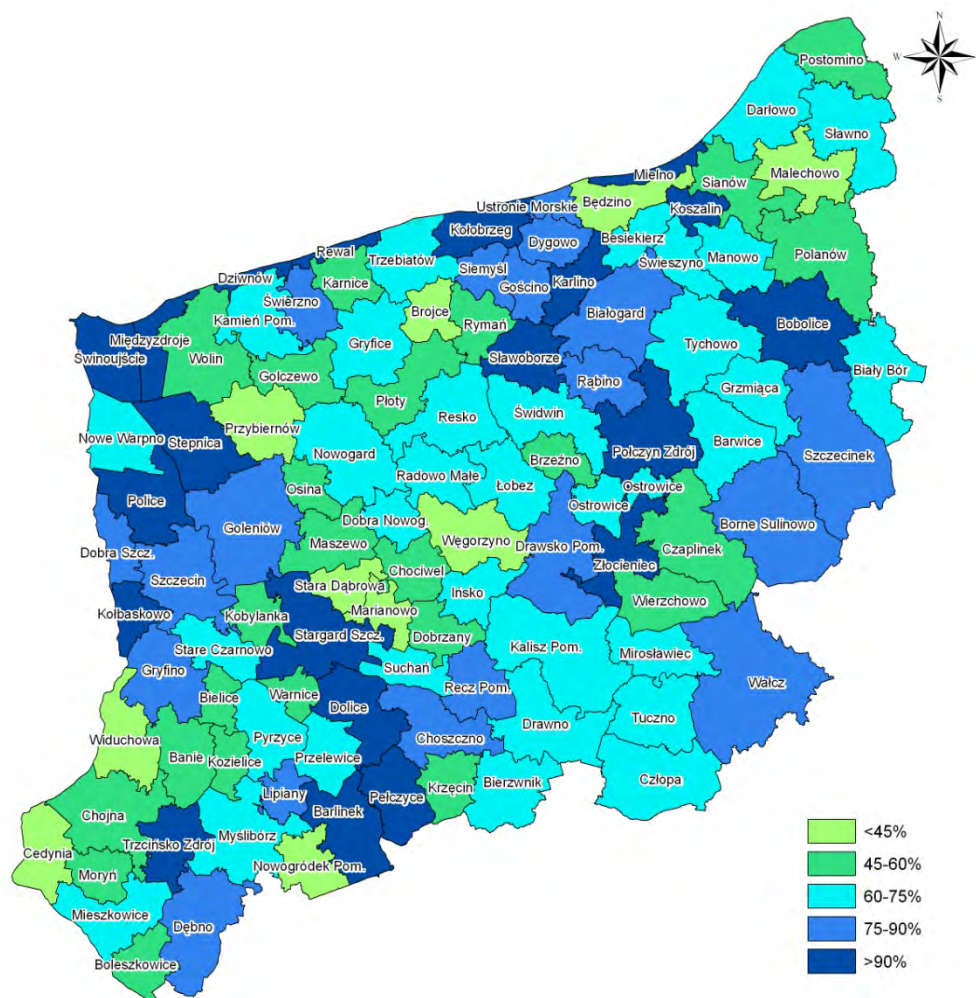 N
W
S
Postomino
Darłowo
Sławno
Malechowo
Mielno
Sianów
Ustronie Morskie
Będzino
Koszalin
Kołobrzeg
Dygowo
Besiekierz
Polanów
Rewal
Trzebiatów
Siemyśl
Świeszyno
Manowo
Dziwnów
Karnice
Gościno
Karlino
Świerzno
Brojce
Białogard
Kamień Pom.
Rymań
Bobolice
Międzyzdroje
Gryfice
Tychowo
Świnoujście
Wolin
Sławoborze
Biały Bór
Golczewo
Rąbino
Grzmiąca
Płoty
Resko
Świdwin
Przybiernów
Nowe Warpno
Stepnica
Połczyn Zdrój
Barwice
Nowogard
Szczecinek
Brzeżno
Radowo Małe
Łobez
Ostrowice
Osina
Police
Ostrowice
Dobra Nowog.
Borne Sulinowo
Goleniów
Węgorzyno
Maszewo
Drawsko Pom.
Czaplinek
Dobra Szcz.
Złocieniec
Chociwel
Szczecin
Stara Dąbrowa
Insko
Wierzchowo
Kołbaskowo
Marianowo
Kobylanka
Stargard Szcz.
Dobrzany
Stare Czarnowo
Kalisz Pom.
Mirosławiec
Suchań
Gryfino
Wałcz
Recz Pom.
Bielice
Warnice
Dolice
Tuczno
Widuchowa
Choszczno
Drawno
Pyrzyce
Banie
Kozielice
Przelewice
Człopa
Bierzwnik
Lipiany
Krzęcin
Pełczyce
Chojna
Barlinek
Myślibórz
Trzcińsko Zdrój
Cedynia
Nowogródek Pom.
Moryń
Mieszkowice
Dębno
Boleszkowice
<45%
45-60%
60-75%
75-90%
>90%